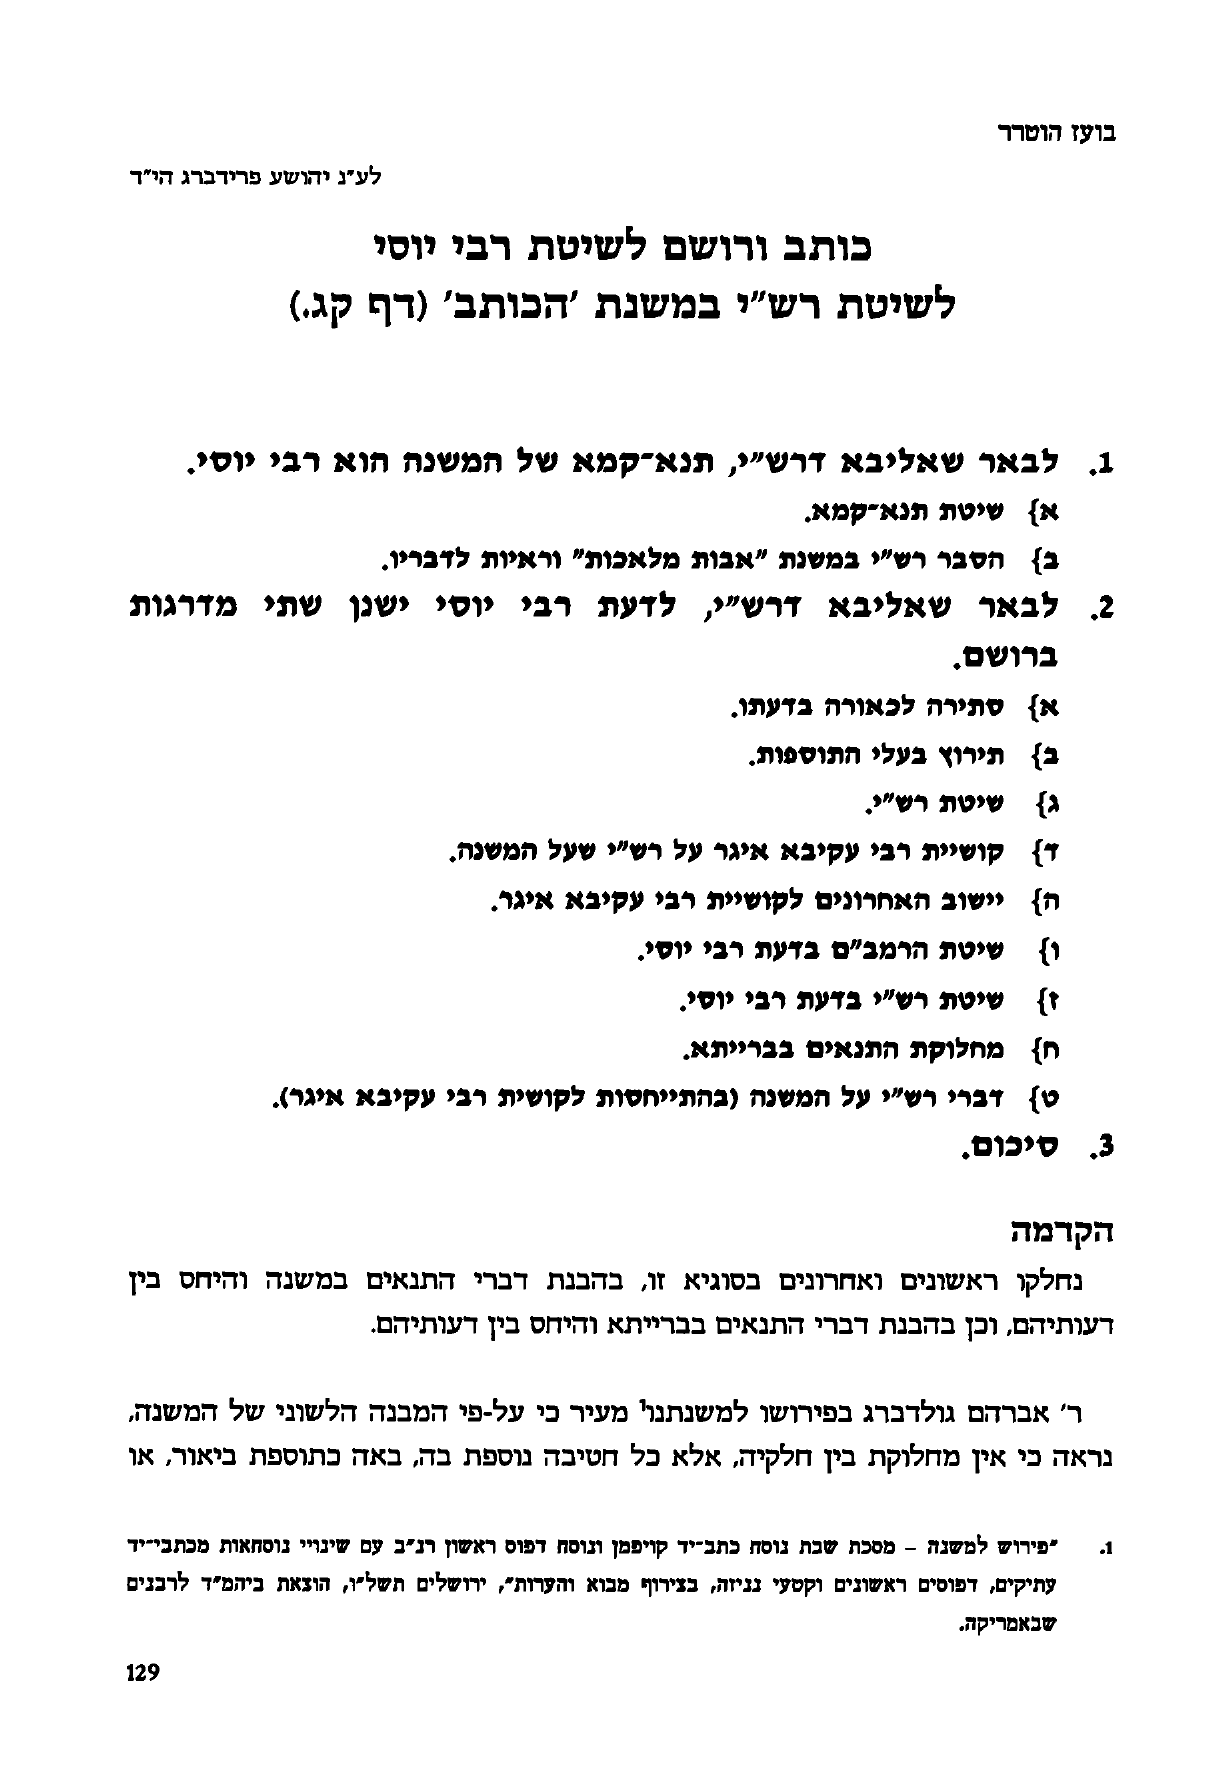 בועז הוטרר
לע"נ יהושע פרידברג הי"ד
כותב ורושם לשיטת רבי יוסי
לשיטת רש"י במשנת 'הכותב' (דף קג.)
1. לבאר שאליבא דרש"י, תנא-קמא של המשנה הוא רבי יוסי.
א} שיטת תנא-קמא.
ב} הסבר רש"י במשנת "אבות מלאכות" וראיות לדבריו.
2. לבאר שאליבא דרש"י, לדעת רבי יוסי ישנן שתי מדרגות
ברושם.
א} סתירה לכאורה בדעתו.
ב} תירוץ בעלי התוספות.
ג} שיטת רש"י.
ד} קושיית רבי עקיבא איגר על רש"י שעל המשנה.
ה} יישוב האחרונים לקושיית רבי עקיבא איגר.
ו} שיטת הרמב"ם בדעת רבי יוסי.
ז} שיטת רש"י בדעת רבי יוסי.
ח} מחלוקת התנאים בברייתא.
ט} דברי רש"י על המשנה (בהתייחסות לקושית רבי עקיבא איגר).
3. סיכום.
הקדמה
נחלקו ראשונים ואחרונים בסוגיא זו, בהבנת דברי התנאים במשנה והיחס בין
דעותיהם, וכן בהבנת דברי התנאים בברייתא והיחס בין דעותיהם.
ר' אברהם גולדברג בפירושו למשנתנו¹ מעיר כי על-פי המבנה הלשוני של המשנה,
נראה כי אין מחלוקת בין חלקיה, אלא כל חטיבה נוספת בה, באה כתוספת ביאור, או
1. "פירוש למשנה – מסכת שבת נוסח כתב-יד קויפמן ונוסח דפוס ראשון רנ"ב עם שינויי נוסחאות מכתבי-יד
עתיקים, דפוסים ראשונים וקטעי גניזה, בצירוף מבוא והערות", ירושלים תשל"ו, הוצאת ביהמ"ד לרבנים
שבאמריקה.
129